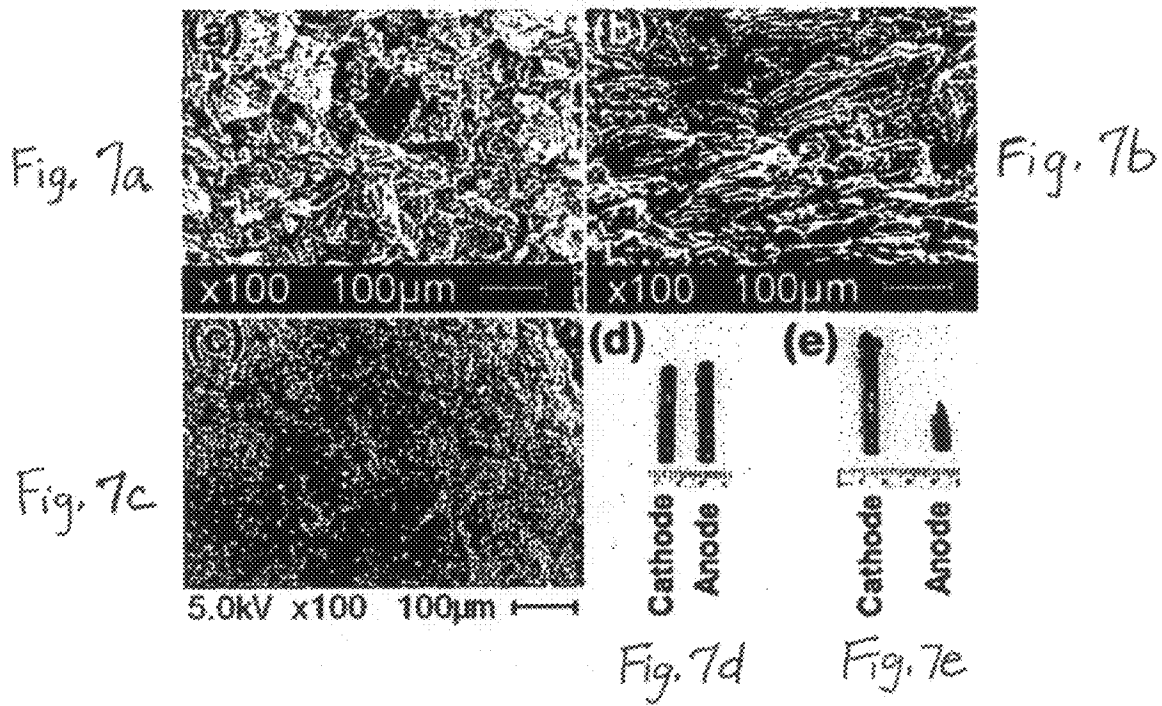 (a)
(b)
Fig. 7a
Fig. 7b
x100 100μm
x100 100μm
(c)
(d)
(e)
Fig. 7c
5.0kV x100 100μm
Cathode
Anode
Cathode
Anode
Fig. 7d
Fig. 7e